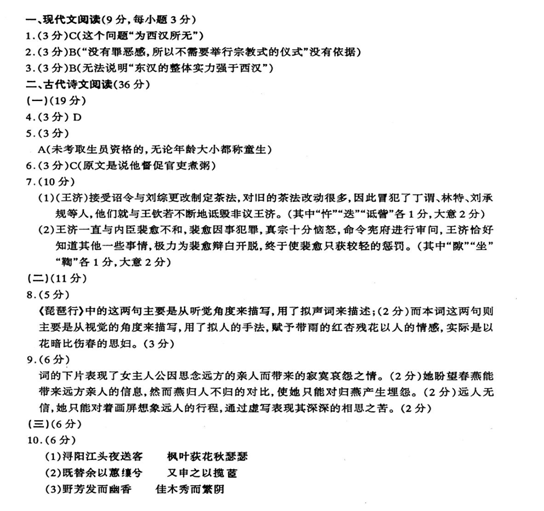 一、现代文阅读(9分,每小题3分)
1.(3分)C(这个问题“为西汉所无”)
2.(3分)B(“没有罪恶感,所以不需要举行宗教式的仪式”没有依据)
3.(3分)B(无法说明“东汉的整体实力强于西汉”)
二、古代诗文阅读(36分)
(一)(19分)
4.(3分) D
5.(3分)
A(未考取生员资格的,无论年龄大小都称童生)
6.(3分)C(原文是说他督促官吏煮粥)
7.(10分)
(1)(王济)接受诏令与刘综更改制定茶法,对旧的茶法改动很多,因此冒犯了丁谓、林特、刘承
规等人,他们就与王钦若不断地诋毁非议王济。(其中“忤”“迭”“诋訾”各1分,大意2分)
(2)王济一直与内臣裴愈不和,裴愈因事犯罪,真宗十分恼怒,命令宪府进行审问,王济恰好
知道其他一些事情,极力为裴愈辩白开脱,终于使裴愈只获较轻的惩罚。(其中“隙”“坐”
“鞫”各1分,大意2分)
(二)(11分)
8.(5分)
《琵琶行》中的这两句主要是从听觉角度来描写,用了拟声词来描述;(2分)而本词这两句则
主要是从视觉的角度来描写,用了拟人的手法,赋予带雨的红杏残花以人的情感,实际是以
花暗比伤春的思妇。(3分)
9.(6分)
词的下片表现了女主人公因思念远方的亲人而带来的寂寞哀怨之情。(2分)她盼望春燕能
带来远方亲人的信息,然而燕归人不归的对比,使她只能对归燕产生埋怨。(2分)远人无
信,她只能对着画屏想象远人的行程,通过虚写表现其深深的相思之苦。(2分)
(三)(6分)
10.(6分)
(1)浔阳江头夜送客 枫叶荻花秋瑟瑟
(2)既替余以蕙纕兮 又申之以揽茝
(3)野芳发而幽香 佳木秀而繁阴